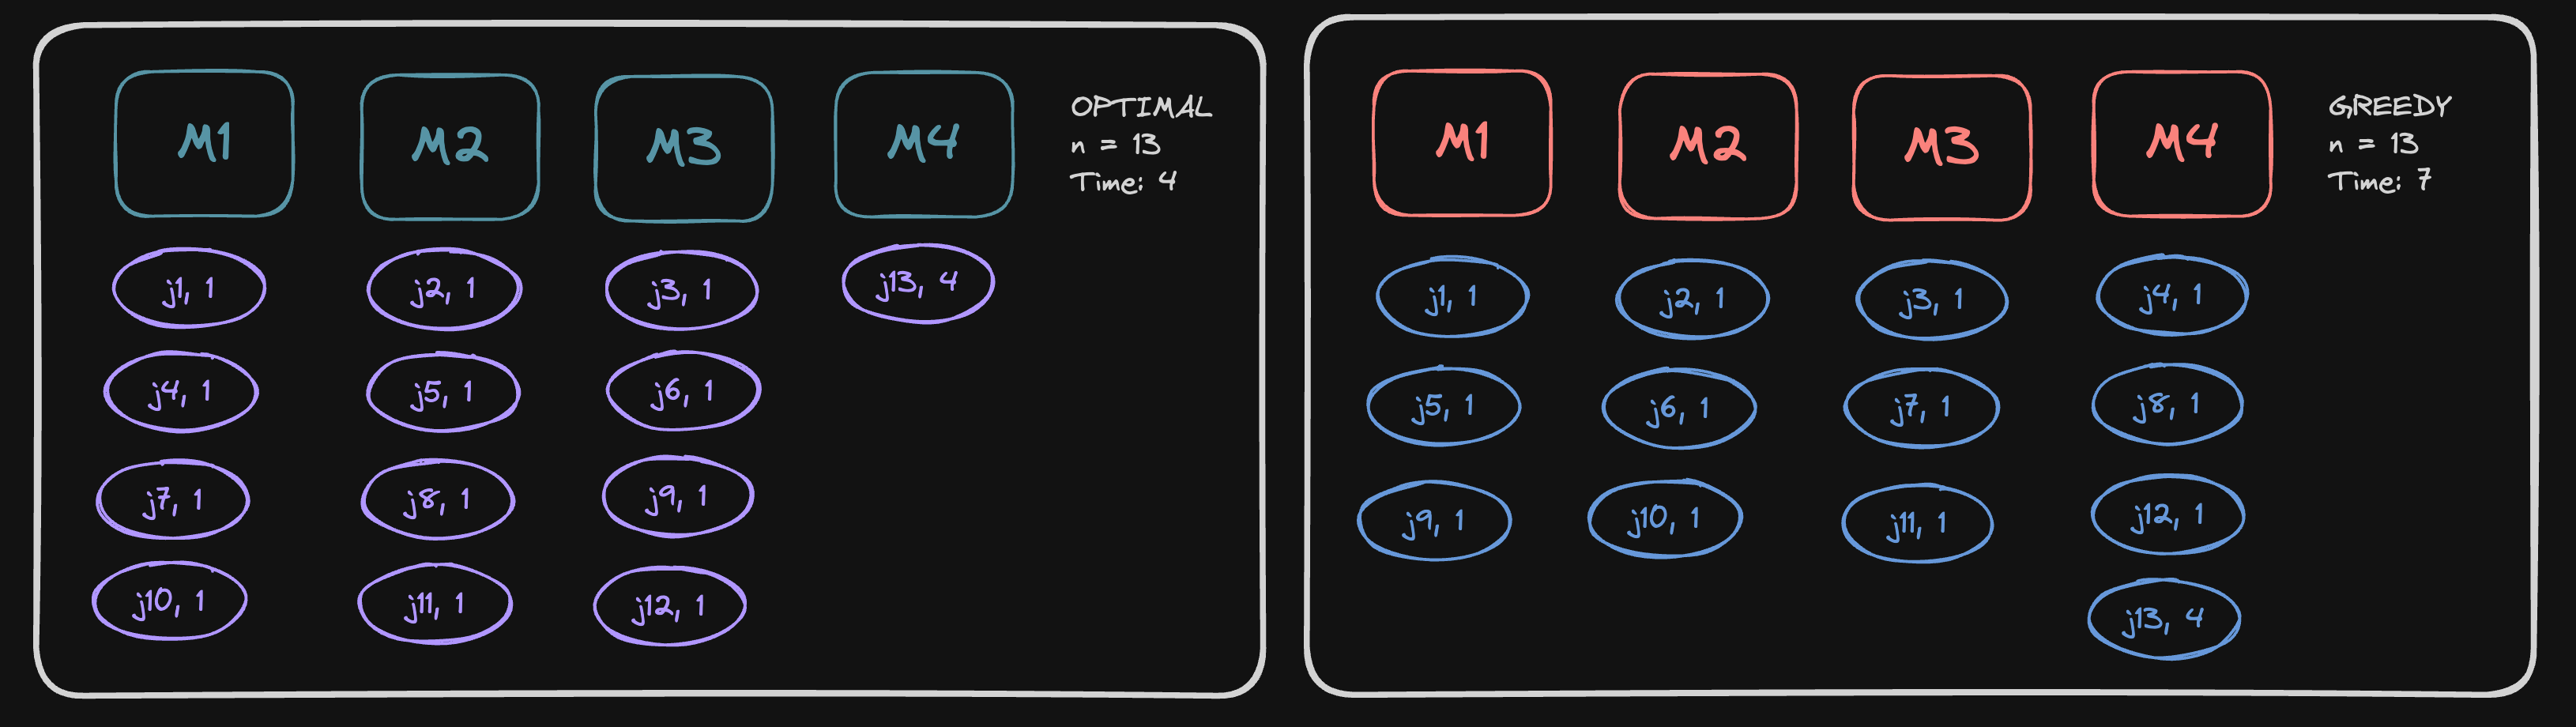 M1 M2 M3 M4
OPTIMAL
n = 13
Time: 4
j1, 1 j2, 1 j3, 1 j13, 4
j4, 1 j5, 1 j6, 1
j7, 1 j8, 1 j9, 1
j10, 1 j11, 1 j12, 1
M1 M2 M3 M4
GREEDY
n = 13
Time: 7
j1, 1 j2, 1 j3, 1 j4, 1
j5, 1 j6, 1 j7, 1 j8, 1
j9, 1 j10, 1 j11, 1 j12, 1
j13, 4